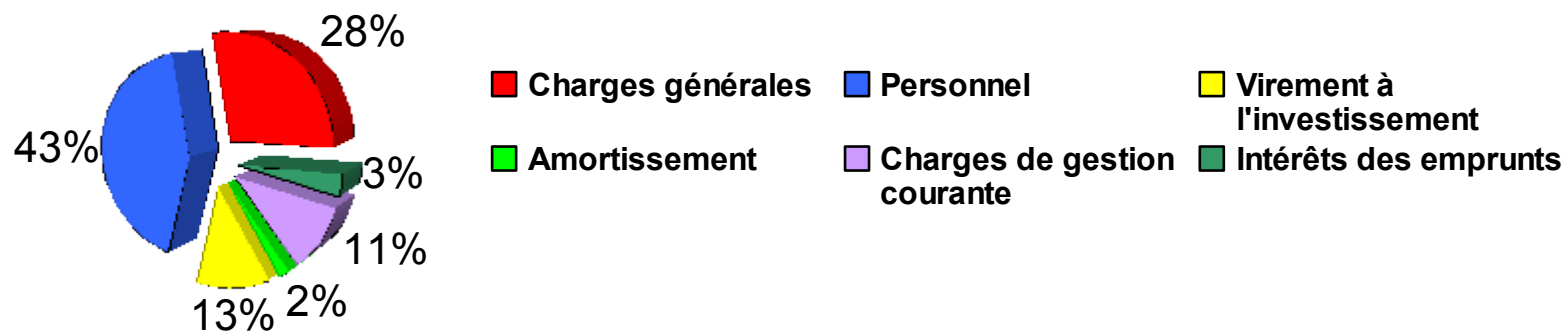 28%
43%
3%
11%
2%
13%
Charges générales
Personnel
Virement à
l'investissement
Amortissement
Charges de gestion
courante
Intérêts des emprunts